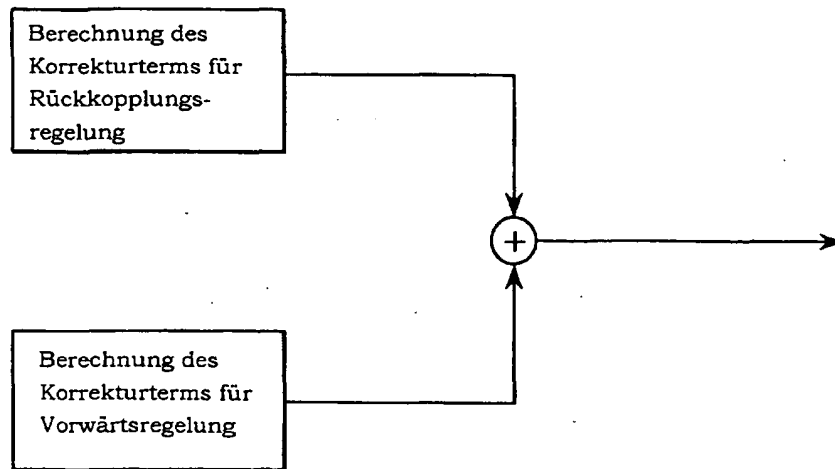 Berechnung des
Korrekturterms für
Rückkopplungs-
regelung
+
Berechnung des
Korrekturterms für
Vorwärtsregelung